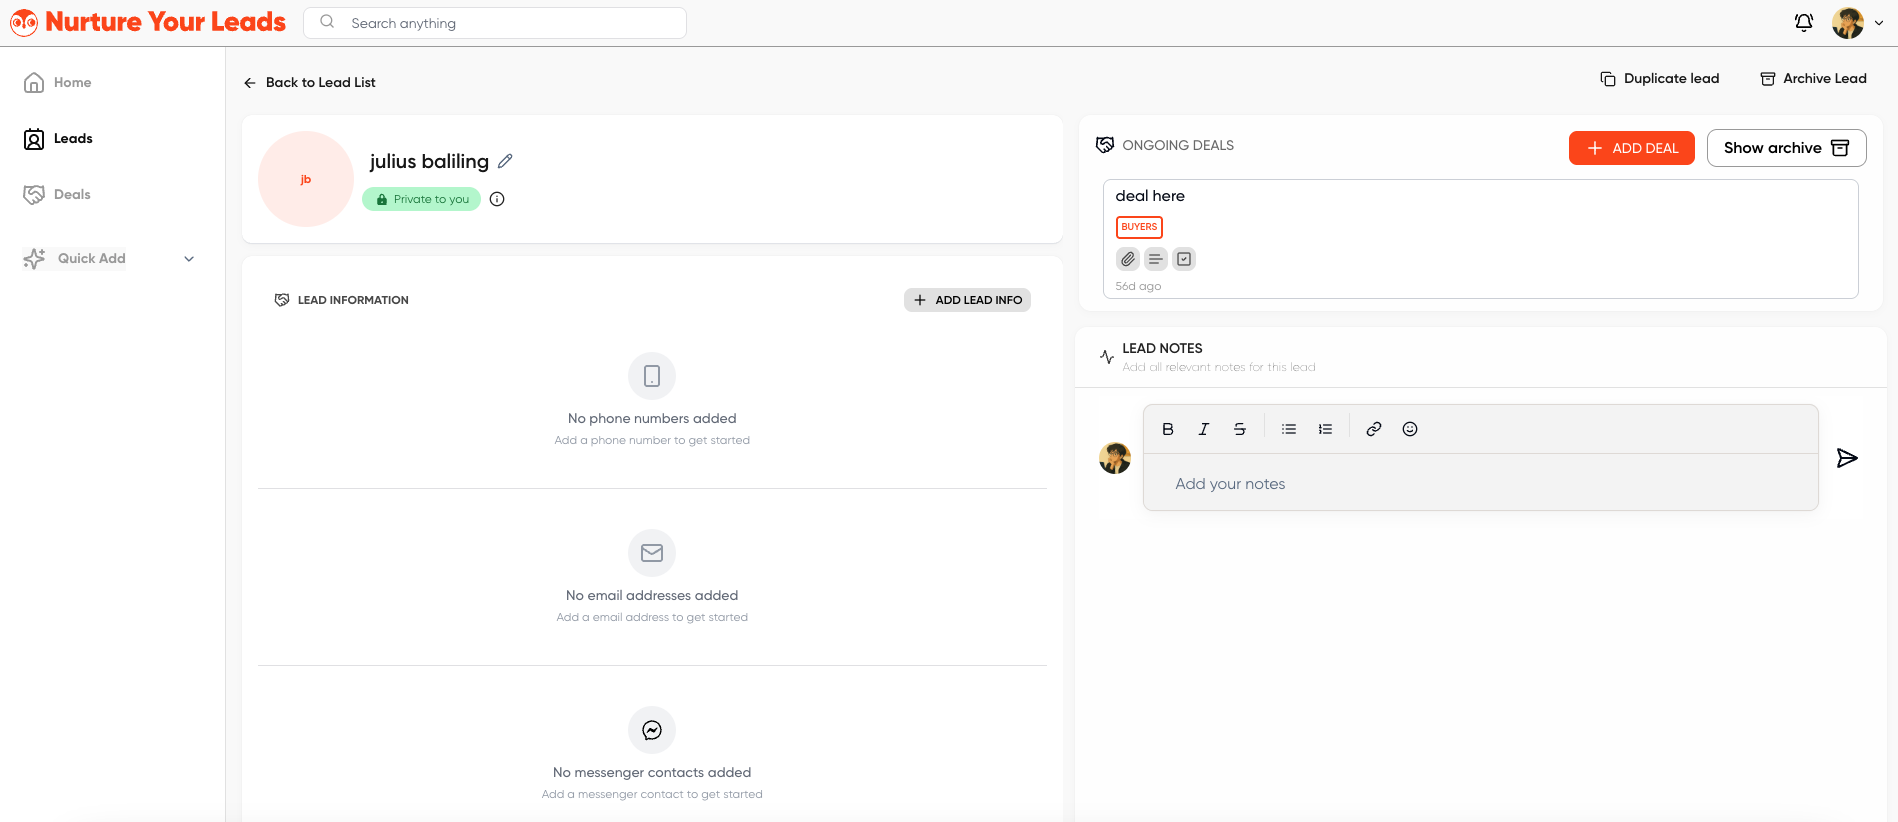 Nurture Your Leads
Search anything
Home
Leads
Deals
Quick Add
Back to Lead List
Duplicate lead
Archive Lead
jb
julius baliling
Private to you
LEAD INFORMATION
ADD LEAD INFO
No phone numbers added
Add a phone number to get started
No email addresses added
Add a email address to get started
No messenger contacts added
Add a messenger contact to get started
ONGOING DEALS
ADD DEAL
Show archive
deal here
BUYERS
56d ago
LEAD NOTES
Add all relevant notes for this lead
Add your notes